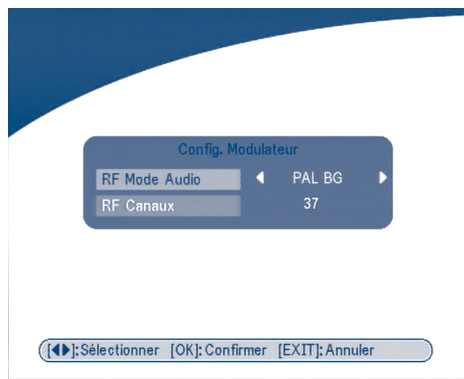 Config. Modulateur
RF Mode Audio PAL BG
RF Canaux 37
[◀▶]:Sélectionner [OK]:Confirmer [EXIT]:Annuler